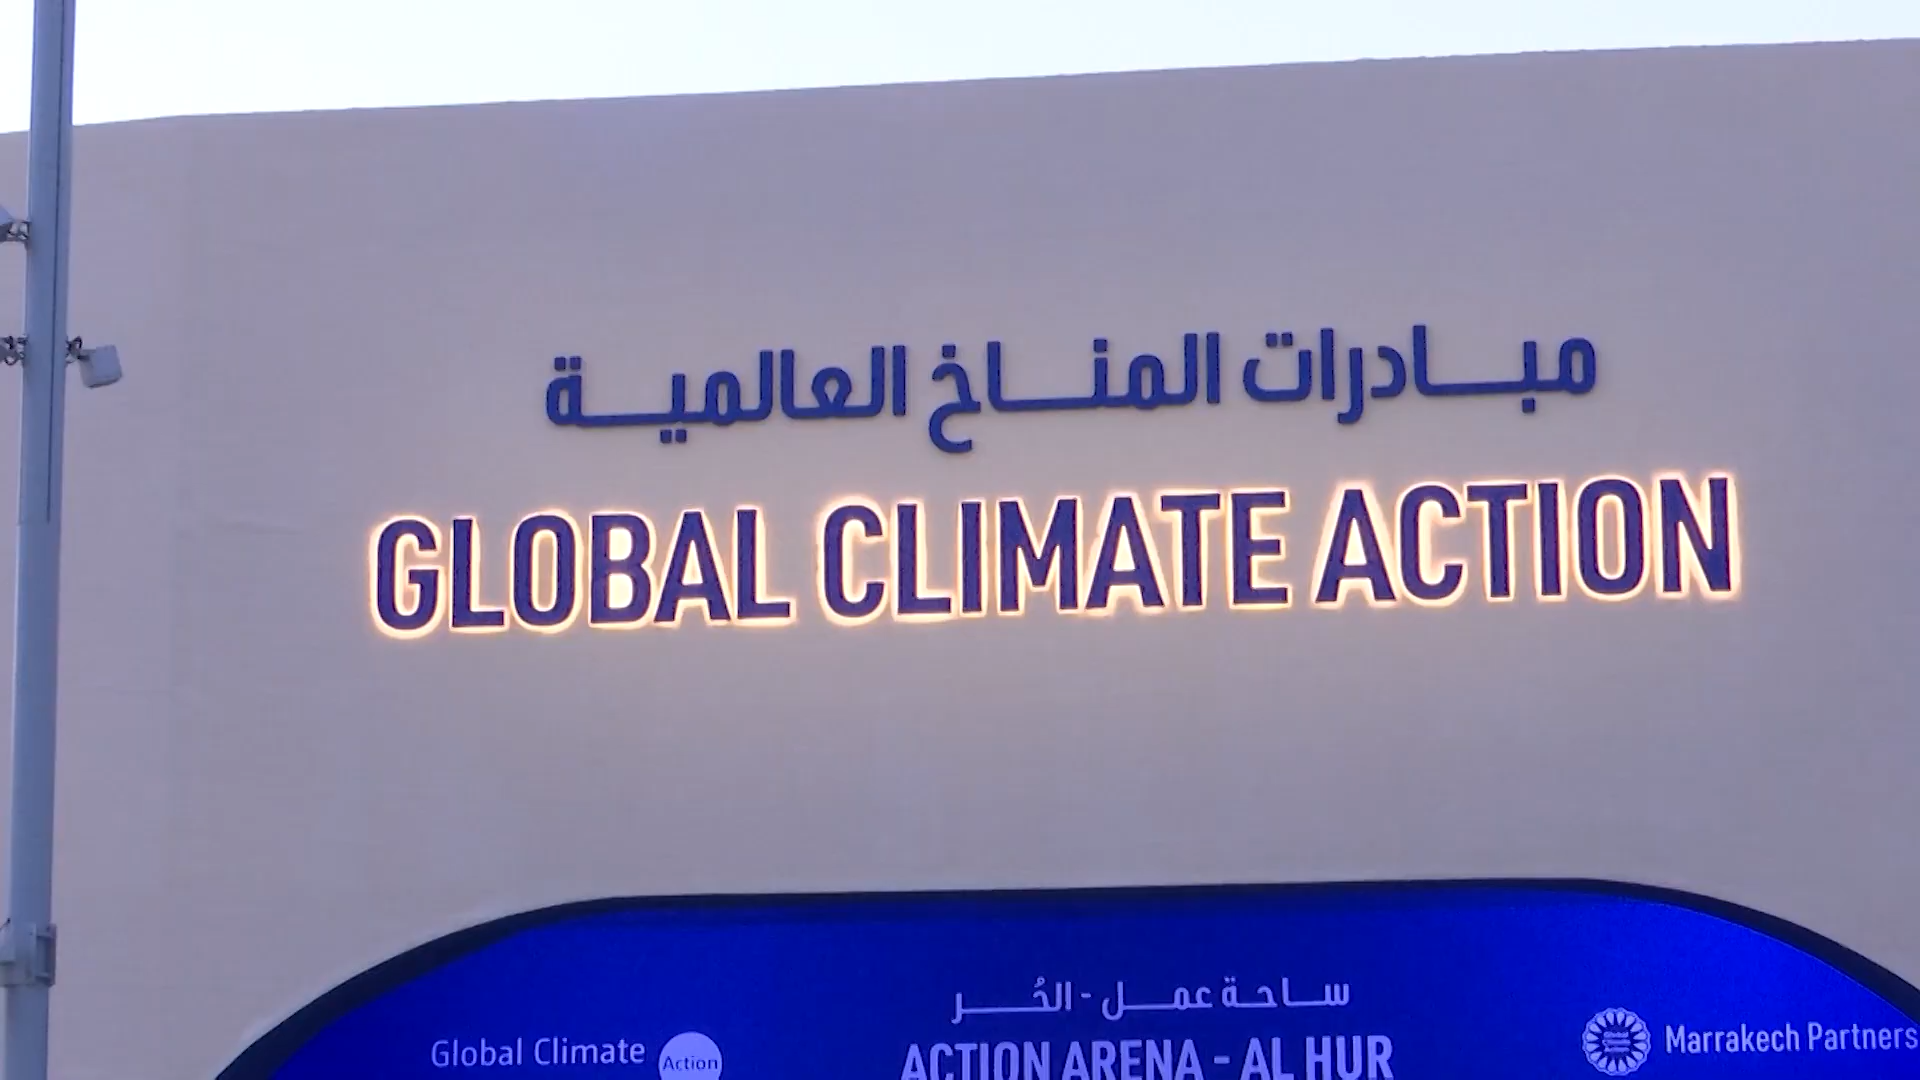 مبادرات المناخ العالمية
GLOBAL CLIMATE ACTION
ساحة عمل - الحُر
Global Climate Action
ACTION ARENA - AL HUR
Marrakech Partners